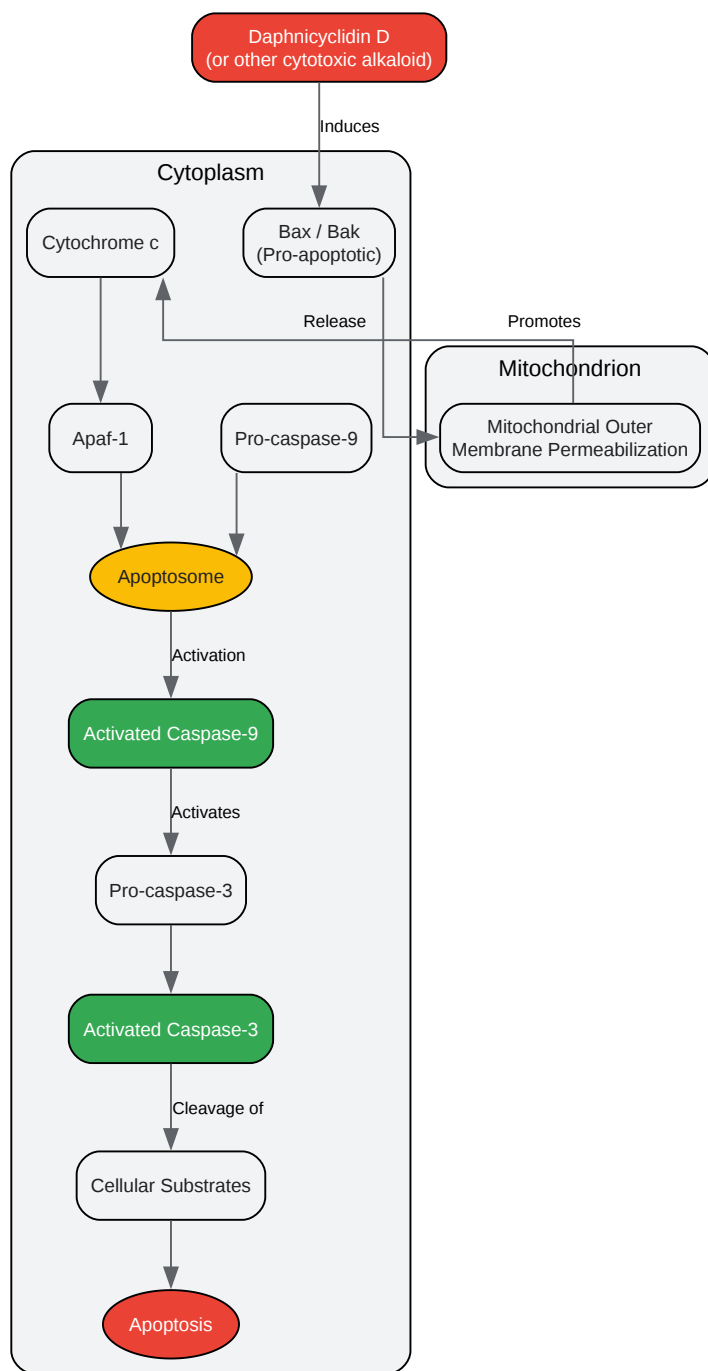 Daphnicyclidin D
(or other cytotoxic alkaloid)
Induces
Cytoplasm
Cytochrome c
Bax / Bak
(Pro-apoptotic)
Release
Promotes
Mitochondrion
Apaf-1
Pro-caspase-9
Mitochondrial Outer
Membrane Permeabilization
Apoptosome
Activation
Activated Caspase-9
Activates
Pro-caspase-3
Activated Caspase-3
Cleavage of
Cellular Substrates
Apoptosis